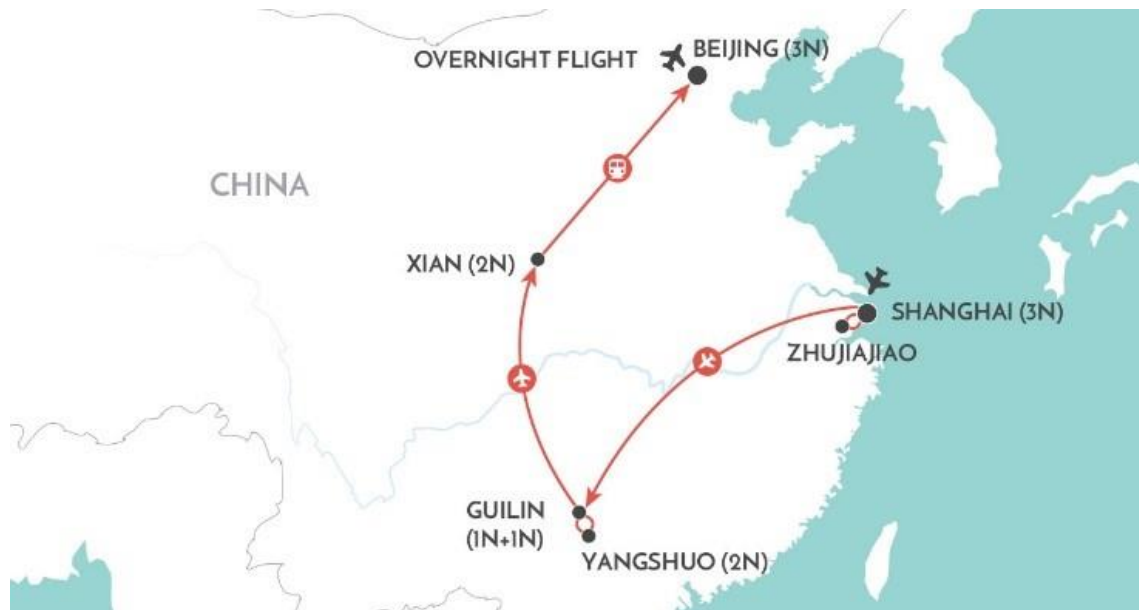 OVERNIGHT FLIGHT
BEIJING (3N)
CHINA
XIAN (2N)
SHANGHAI (3N)
ZHUJIAJIAO
GUILIN
(1N+1N)
YANGSHUO (2N)